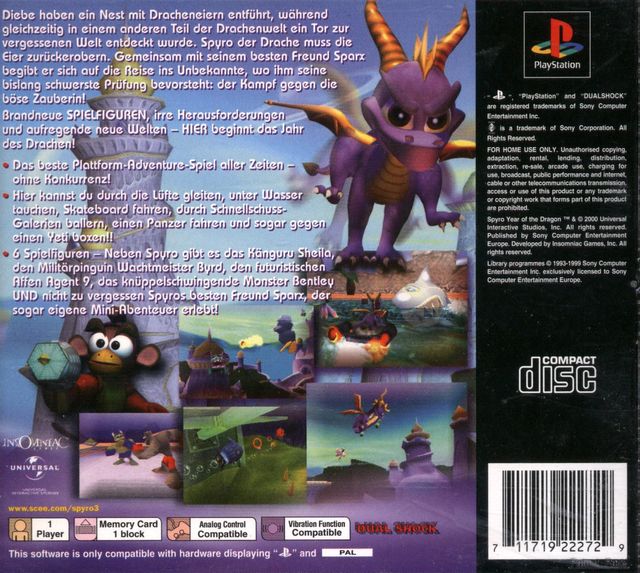 Diebe haben ein Nest mit Dracheneiern entführt, während
gleichzeitig in einem anderen Teil der Drachenwelt ein Tor zur
vergessenen Welt entdeckt wurde. Spyro der Drache muss die
Eier zurückerobern. Gemeinsam mit seinem besten Freund Sparx
begibt er sich auf die Reise ins Unbekannte, wo ihm seine
bislang schwerste Prüfung bevorsteht: der Kampf gegen die
böse Zauberin!
Brandneue SPIELFIGUREN, irre Herausforderungen
und aufregende neue Welten – HIER beginnt das Jahr
des Drachen!
• Das beste Plattform-Adventure-Spiel aller Zeiten –
ohne Konkurrenz!
• Hier kannst du durch die Lüfte gleiten, unter Wasser
tauchen, Skateboard fahren, durch Schnellschuss-
Galerien ballern, einen Panzer fahren und sogar gegen
einen Yeti boxen!!
• 6 Spielfiguren – Neben Spyro gibt es das Känguru Sheila,
den Militärpinguin Wachtmeister Byrd, den futuristischen
Affen Agent 9, das knüppelschwingende Monster Bentley
UND nicht zu vergessen Spyros besten Freund Sparx, der
sogar eigene Mini-Abenteuer erlebt!
INSOMNIAC
GAMES
UNIVERSAL
UNIVERSAL
INTERACTIVE STUDIOS
www.scee.com/spyro3
1
Player
Memory Card
1 block
Analog Control
Compatible
Vibration Function
Compatible
DUAL SHOCK
This software is only compatible with hardware displaying " " and PAL
PlayStation
" ", "PlayStation" and "DUALSHOCK"
are registered trademarks of Sony Computer
Entertainment Inc.
is a trademark of Sony Corporation. All
Rights Reserved.
FOR HOME USE ONLY. Unauthorised copying,
adaptation, rental, lending, distribution,
extraction, re-sale, arcade use, charging for
use, broadcast, public performance and internet,
cable or other telecommunications transmission,
access or use of this product or any trademark
or copyright work that forms part of this product
are prohibited.
Spyro Year of the Dragon ™ & © 2000 Universal
Interactive Studios, Inc. All rights reserved.
Published by Sony Computer Entertainment
Europe. Developed by Insomniac Games, Inc. All
rights reserved.
Library programmes © 1993-1999 Sony Computer
Entertainment Inc. exclusively licensed to Sony
Computer Entertainment Europe.
COMPACT
disc
7 11719 22272 9